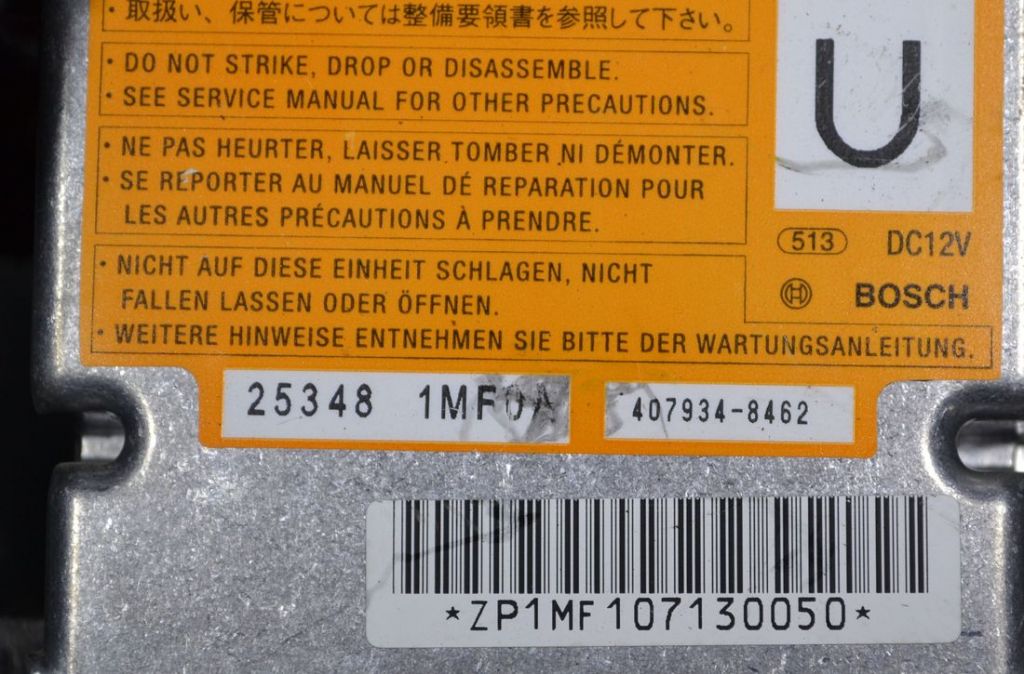 ・取扱い、保管については整備要領書を参照して下さい。
・DO NOT STRIKE, DROP OR DISASSEMBLE.
・SEE SERVICE MANUAL FOR OTHER PRECAUTIONS.
・NE PAS HEURTER, LAISSER TOMBER NI DÉMONTER.
・SE REPORTER AU MANUEL DÉ REPARATION POUR
LES AUTRES PRÉCAUTIONS À PRENDRE.
・NICHT AUF DIESE EINHEIT SCHLAGEN, NICHT
FALLEN LASSEN ODER ÖFFNEN.
・WEITERE HINWEISE ENTNEHMEN SIE BITTE DER WARTUNGSANLEITUNG.
U
513 DC12V
BOSCH
25348 1MF0A
407934-8462
*ZP1MF107130050*